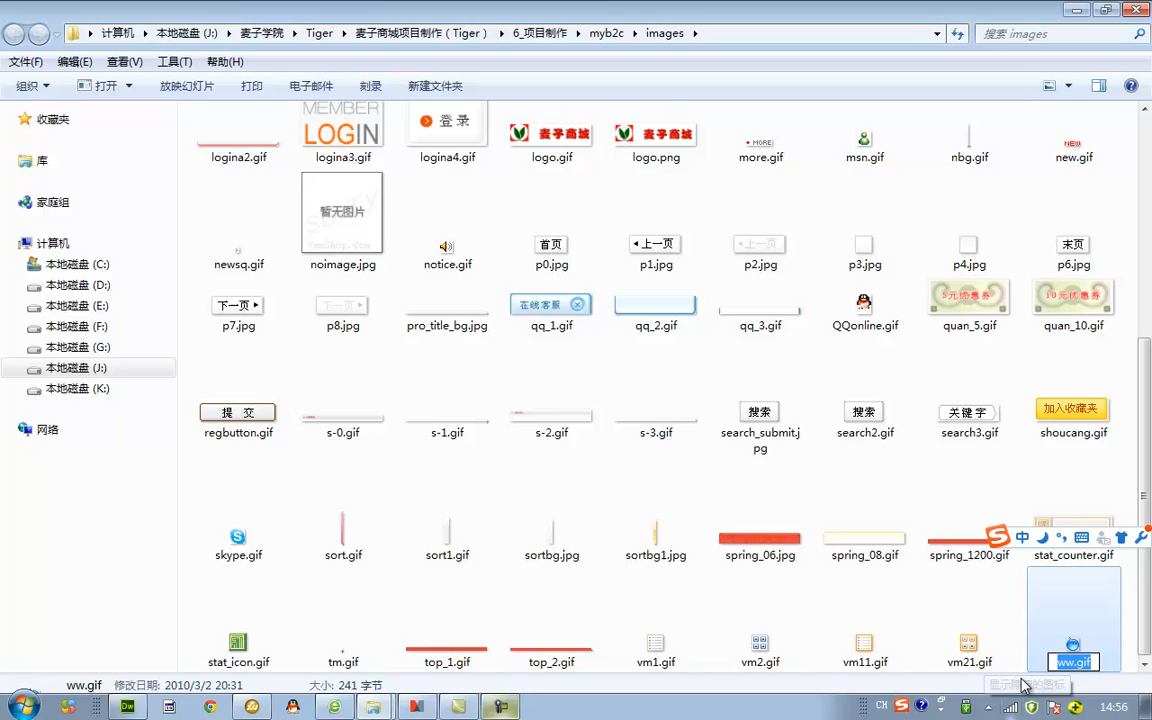 计算机 ▸ 本地磁盘 (J:) ▸ 麦子学院 ▸ Tiger ▸ 麦子商城项目制作（Tiger） ▸ 6_项目制作 ▸ myb2c ▸ images ▸
搜索 images
文件(F) 编辑(E) 查看(V) 工具(T) 帮助(H)
组织 打开 放映幻灯片 打印 电子邮件 刻录 新建文件夹
收藏夹
库
家庭组
计算机
本地磁盘 (C:)
本地磁盘 (D:)
本地磁盘 (E:)
本地磁盘 (F:)
本地磁盘 (G:)
本地磁盘 (J:)
本地磁盘 (K:)
网络
MEMBER
LOGIN
登 录
麦子商城
麦子商城
MORE
NEW
logina2.gif logina3.gif logina4.gif logo.gif logo.png more.gif msn.gif nbg.gif new.gif
暂无图片
首页
上一页
上一页
末页
newsq.gif noimage.jpg notice.gif p0.jpg p1.jpg p2.jpg p3.jpg p4.jpg p6.jpg
下一页
下一页
在线客服
5元优惠券
10元优惠券
p7.jpg p8.jpg pro_title_bg.jpg qq_1.gif qq_2.gif qq_3.gif QQonline.gif quan_5.gif quan_10.gif
提 交
搜索
搜索
关键字
加入收藏夹
regbutton.gif s-0.gif s-1.gif s-2.gif s-3.gif search_submit.jpg search2.gif search3.gif shoucang.gif
中
skype.gif sort.gif sort1.gif sortbg.jpg sortbg1.jpg spring_06.jpg spring_08.gif spring_1200.gif stat_counter.gif
stat_icon.gif tm.gif top_1.gif top_2.gif vm1.gif vm2.gif vm11.gif vm21.gif ww.gif
ww.gif 修改日期: 2010/3/2 20:31 大小: 241 字节
CH
14:56